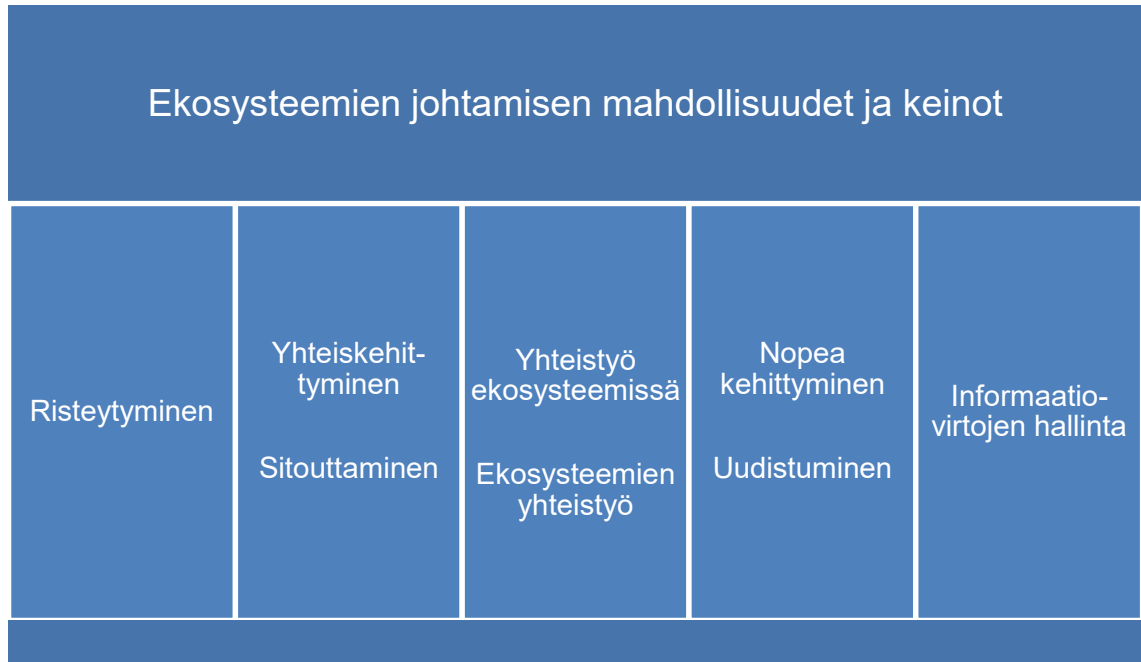 Ekosysteemien johtamisen mahdollisuudet ja keinot
Risteytyminen
Yhteiskehit-
tyminen
Sitouttaminen
Yhteistyö
ekosysteemissä
Ekosysteemien
yhteistyö
Nopea
kehittyminen
Uudistuminen
Informaatio-
virtojen hallinta